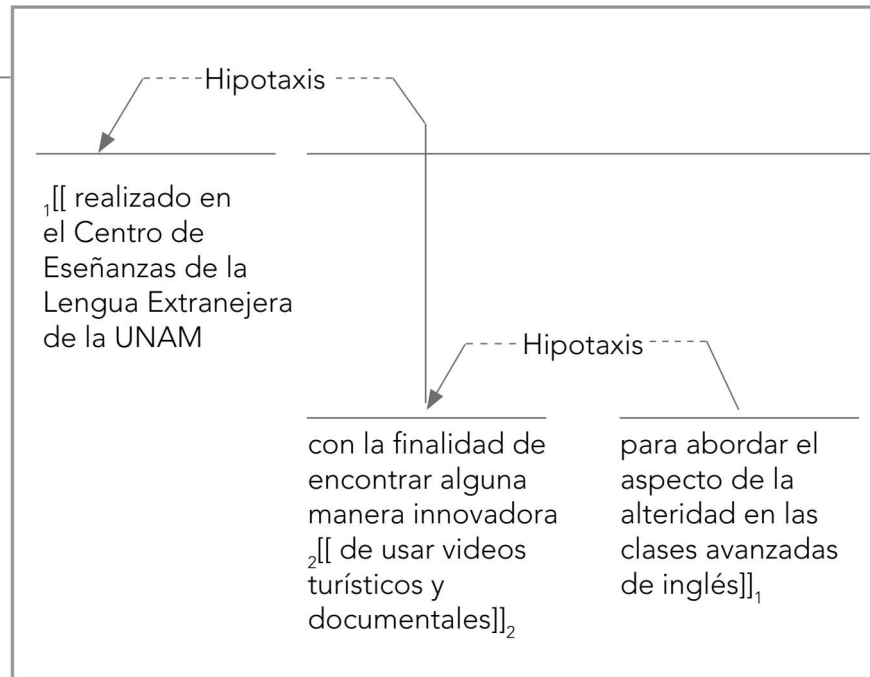 Hipotaxis
₁[[ realizado en
el Centro de
Eseñanzas de la
Lengua Extranejera
de la UNAM
Hipotaxis
con la finalidad de
encontrar alguna
manera innovadora
₂[[ de usar videos
turísticos y
documentales]]₂
para abordar el
aspecto de la
alteridad en las
clases avanzadas
de inglés]]₁